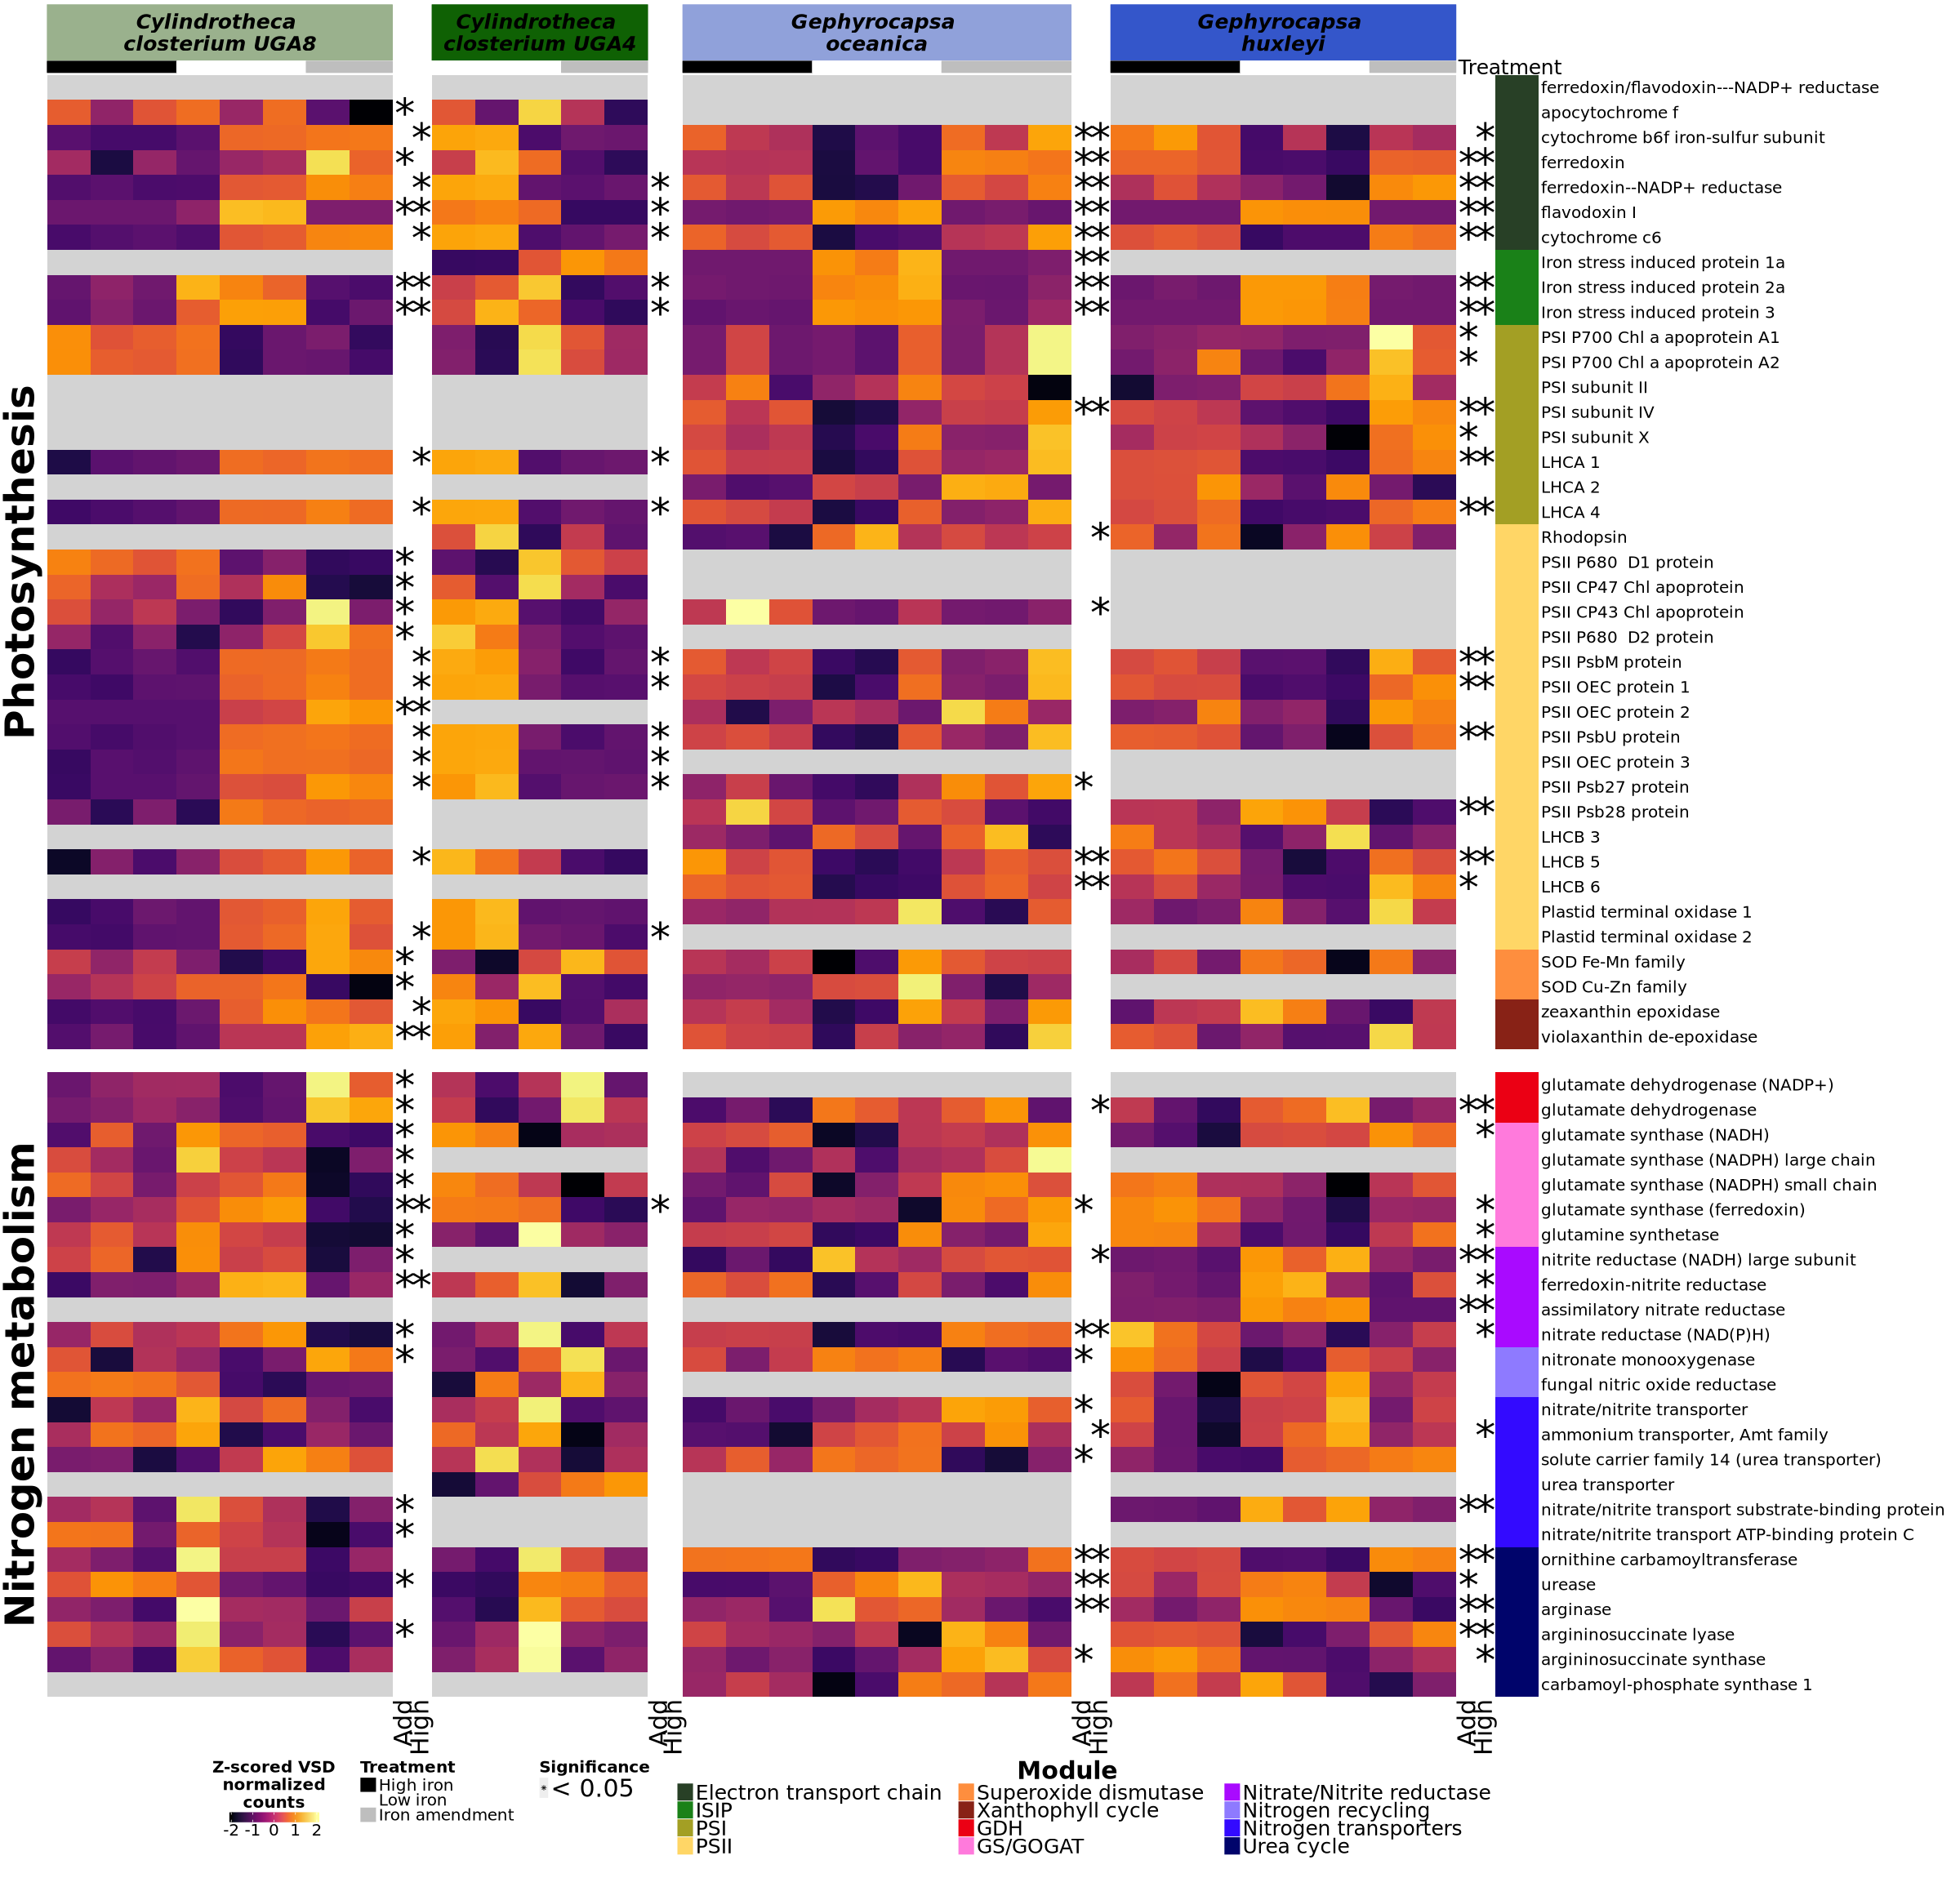 Cylindrotheca
closterium UGA8
Cylindrotheca
closterium UGA4
Gephyrocapsa
oceanica
Gephyrocapsa
huxleyi
Treatment
Photosynthesis
ferredoxin/flavodoxin---NADP+ reductase
apocytochrome f
cytochrome b6f iron-sulfur subunit
ferredoxin
ferredoxin--NADP+ reductase
flavodoxin I
cytochrome c6
Iron stress induced protein 1a
Iron stress induced protein 2a
Iron stress induced protein 3
PSI P700 Chl a apoprotein A1
PSI P700 Chl a apoprotein A2
PSI subunit II
PSI subunit IV
PSI subunit X
LHCA 1
LHCA 2
LHCA 4
Rhodopsin
PSII P680  D1 protein
PSII CP47 Chl apoprotein
PSII CP43 Chl apoprotein
PSII P680  D2 protein
PSII PsbM protein
PSII OEC protein 1
PSII OEC protein 2
PSII PsbU protein
PSII OEC protein 3
PSII Psb27 protein
PSII Psb28 protein
LHCB 3
LHCB 5
LHCB 6
Plastid terminal oxidase 1
Plastid terminal oxidase 2
SOD Fe-Mn family
SOD Cu-Zn family
zeaxanthin epoxidase
violaxanthin de-epoxidase
Nitrogen metabolism
glutamate dehydrogenase (NADP+)
glutamate dehydrogenase
glutamate synthase (NADH)
glutamate synthase (NADPH) large chain
glutamate synthase (NADPH) small chain
glutamate synthase (ferredoxin)
glutamine synthetase
nitrite reductase (NADH) large subunit
ferredoxin-nitrite reductase
assimilatory nitrate reductase
nitrate reductase (NAD(P)H)
nitronate monooxygenase
fungal nitric oxide reductase
nitrate/nitrite transporter
ammonium transporter, Amt family
solute carrier family 14 (urea transporter)
urea transporter
nitrate/nitrite transport substrate-binding protein
nitrate/nitrite transport ATP-binding protein C
ornithine carbamoyltransferase
urease
arginase
argininosuccinate lyase
argininosuccinate synthase
carbamoyl-phosphate synthase 1
Add
High
Add
High
Add
High
Add
High
Z-scored VSD
normalized
counts
-2 -1 0 1 2
Treatment
High iron
Low iron
Iron amendment
Significance
* < 0.05
Module
Electron transport chain
ISIP
PSI
PSII
Superoxide dismutase
Xanthophyll cycle
GDH
GS/GOGAT
Nitrate/Nitrite reductase
Nitrogen recycling
Nitrogen transporters
Urea cycle